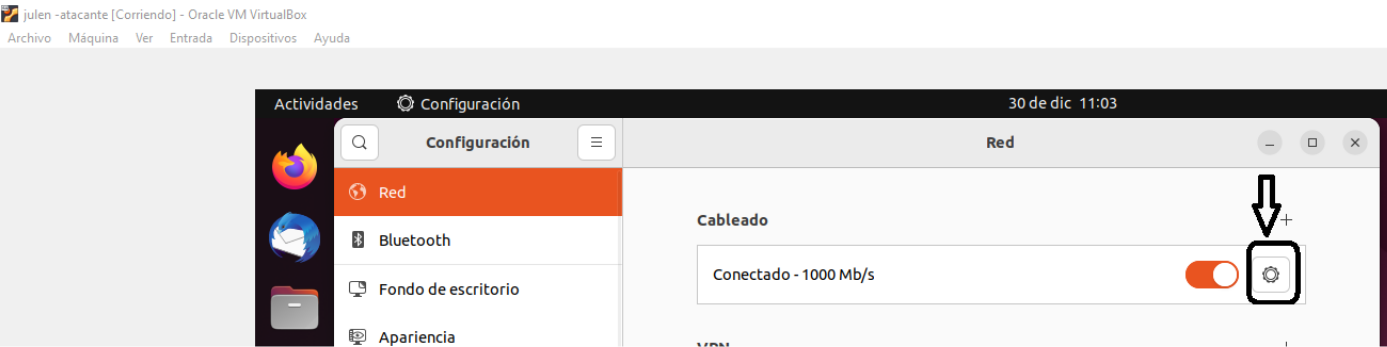 julen -atacante [Corriendo] - Oracle VM VirtualBox
Archivo Máquina Ver Entrada Dispositivos Ayuda
Actividades Configuración 30 de dic 11:03
Configuración Red
Red
Cableado
Bluetooth
Conectado - 1000 Mb/s
Fondo de escritorio
Apariencia
VPN